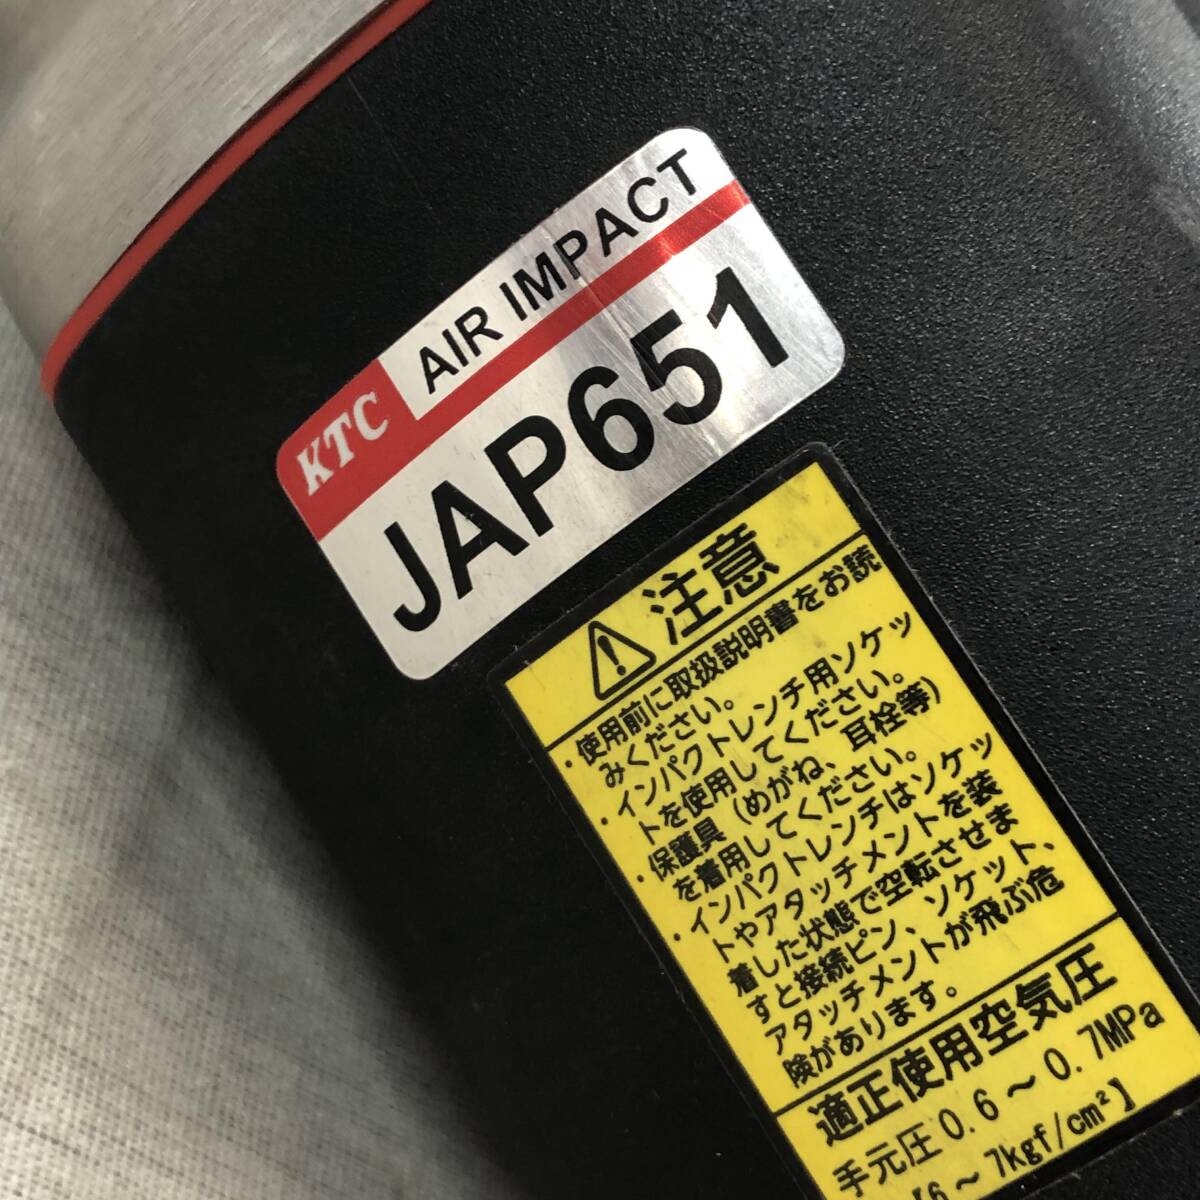 KTC AIR IMPACT
JAP651
注意
・使用前に取扱説明書をお読
みください。
・インパクトレンチ用ソケッ
トを使用してください。
・保護具（めがね、耳栓等）
を着用してください。
・インパクトレンチはソケッ
トやアタッチメントを装
着した状態で空転させま
すと接続ピン、ソケット、
アタッチメントが飛ぶ危
険があります。
適正使用空気圧
手元圧0.6～0.7MPa
【6～7kgf/cm²】